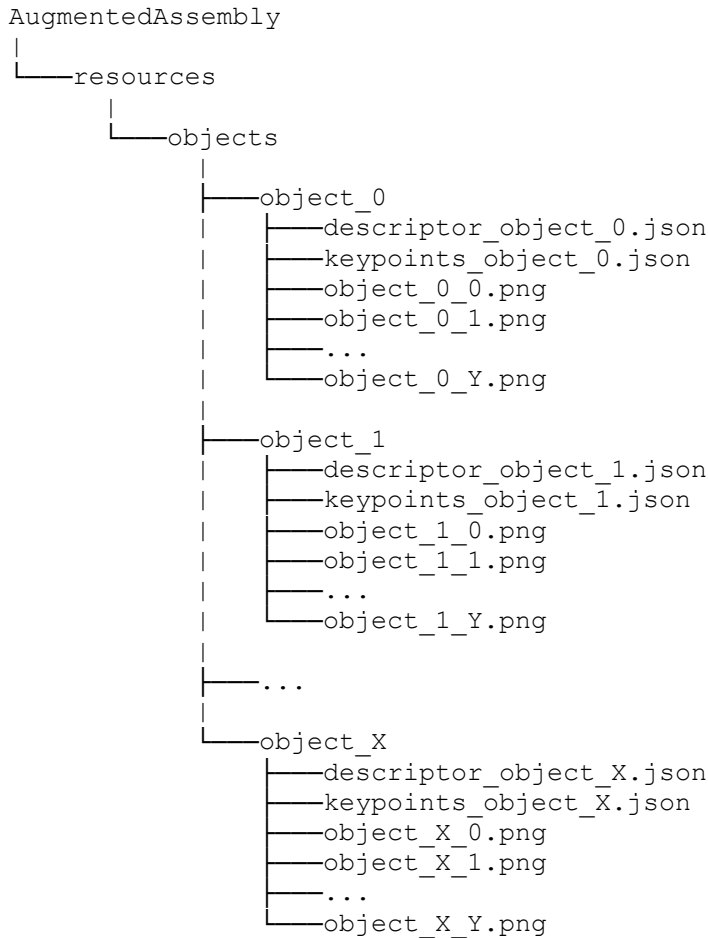 AugmentedAssembly
resources
objects
object_0
descriptor_object_0.json
keypoints_object_0.json
object_0_0.png
object_0_1.png
...
object_0_Y.png
object_1
descriptor_object_1.json
keypoints_object_1.json
object_1_0.png
object_1_1.png
...
object_1_Y.png
...
object_X
descriptor_object_X.json
keypoints_object_X.json
object_X_0.png
object_X_1.png
...
object_X_Y.png